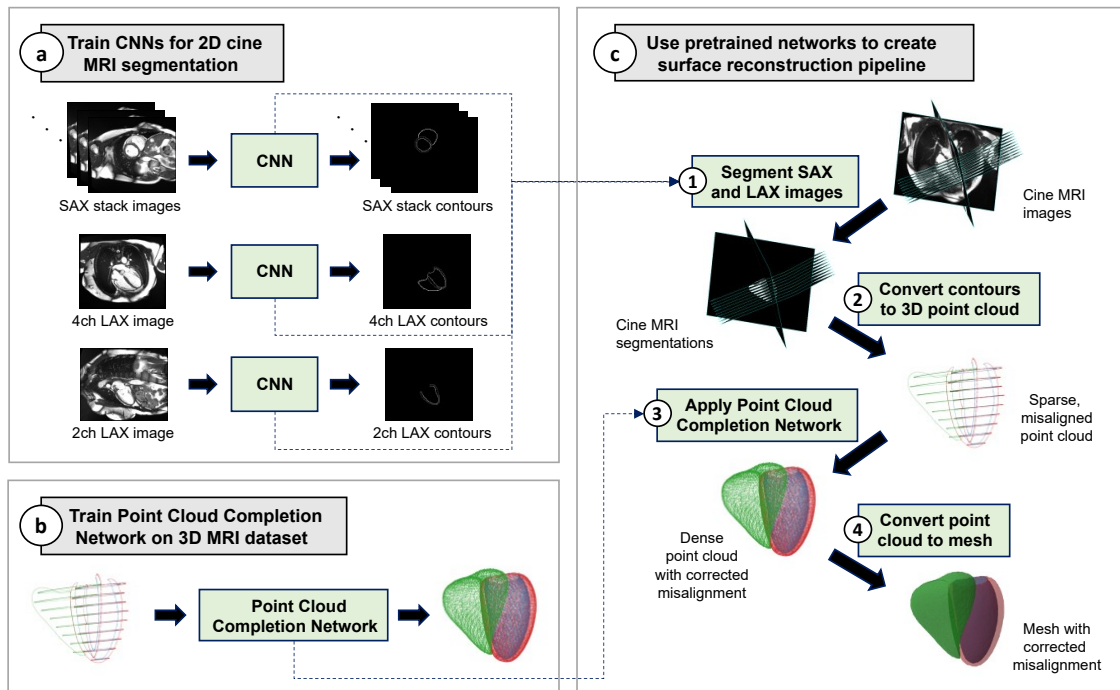 a
Train CNNs for 2D cine
MRI segmentation
CNN
SAX stack images
SAX stack contours
CNN
4ch LAX image
4ch LAX contours
CNN
2ch LAX image
2ch LAX contours
b
Train Point Cloud Completion
Network on 3D MRI dataset
Point Cloud
Completion Network
c
Use pretrained networks to create
surface reconstruction pipeline
1
Segment SAX
and LAX images
Cine MRI
images
2
Convert contours
to 3D point cloud
Cine MRI
segmentations
3
Apply Point Cloud
Completion Network
Sparse,
misaligned
point cloud
4
Convert point
cloud to mesh
Dense
point cloud
with corrected
misalignment
Mesh with
corrected
misalignment